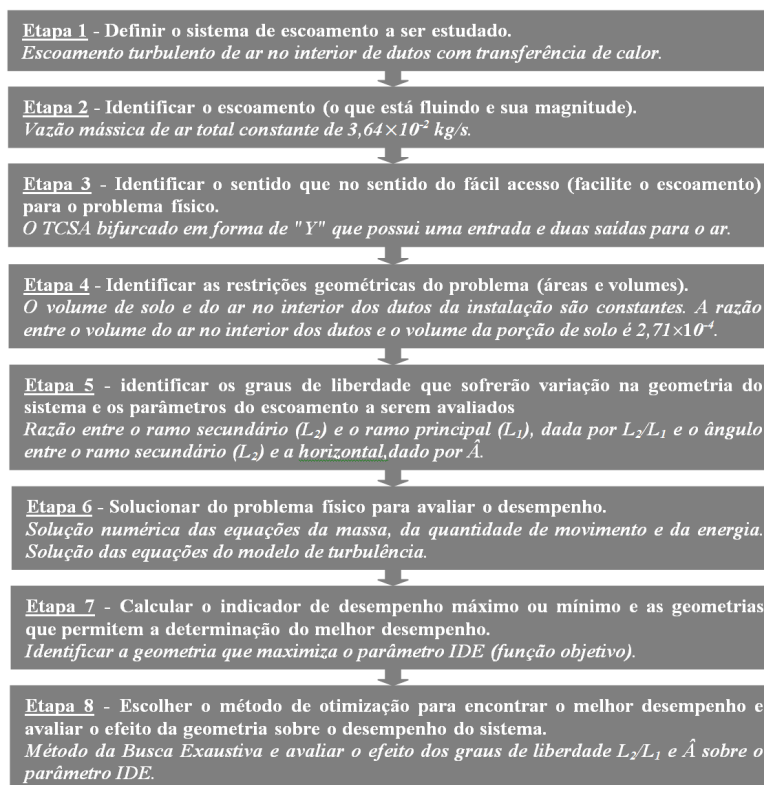 Etapa 1 - Definir o sistema de escoamento a ser estudado.
Escoamento turbulento de ar no interior de dutos com transferência de calor.
Etapa 2 - Identificar o escoamento (o que está fluindo e sua magnitude).
Vazão mássica de ar total constante de 3,64×10⁻² kg/s.
Etapa 3 - Identificar o sentido que no sentido do fácil acesso (facilite o escoamento)
para o problema físico.
O TCSA bifurcado em forma de "Y" que possui uma entrada e duas saídas para o ar.
Etapa 4 - Identificar as restrições geométricas do problema (áreas e volumes).
O volume de solo e do ar no interior dos dutos da instalação são constantes. A razão
entre o volume do ar no interior dos dutos e o volume da porção de solo é 2,71×10⁻⁴.
Etapa 5 - identificar os graus de liberdade que sofrerão variação na geometria do
sistema e os parâmetros do escoamento a serem avaliados
Razão entre o ramo secundário (L₂) e o ramo principal (L₁), dada por L₂/L₁ e o ângulo
entre o ramo secundário (L₂) e a horizontal,dado por Â.
Etapa 6 - Solucionar do problema físico para avaliar o desempenho.
Solução numérica das equações da massa, da quantidade de movimento e da energia.
Solução das equações do modelo de turbulência.
Etapa 7 - Calcular o indicador de desempenho máximo ou mínimo e as geometrias
que permitem a determinação do melhor desempenho.
Identificar a geometria que maximiza o parâmetro IDE (função objetivo).
Etapa 8 - Escolher o método de otimização para encontrar o melhor desempenho e
avaliar o efeito da geometria sobre o desempenho do sistema.
Método da Busca Exaustiva e avaliar o efeito dos graus de liberdade L₂/L₁ e Â sobre o
parâmetro IDE.